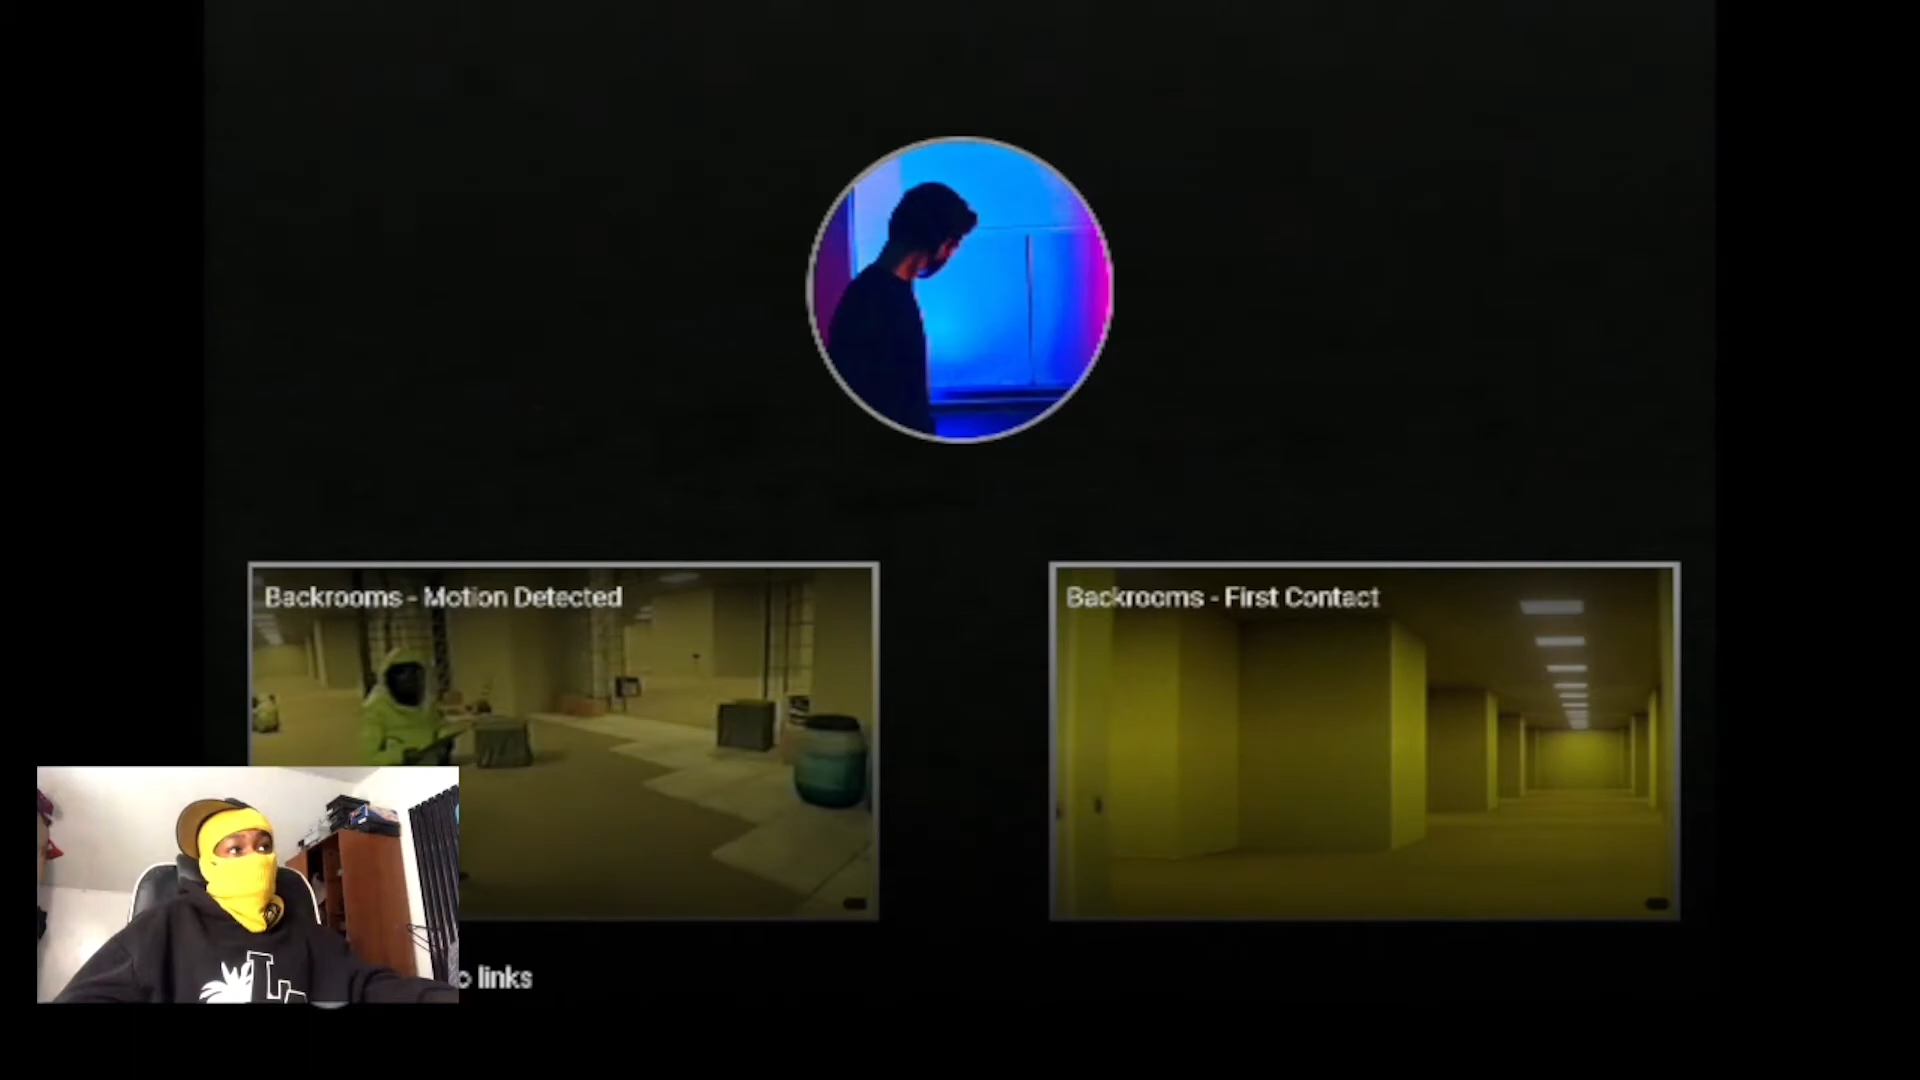 Backrooms - Motion Detected
Backrooms - First Contact
links